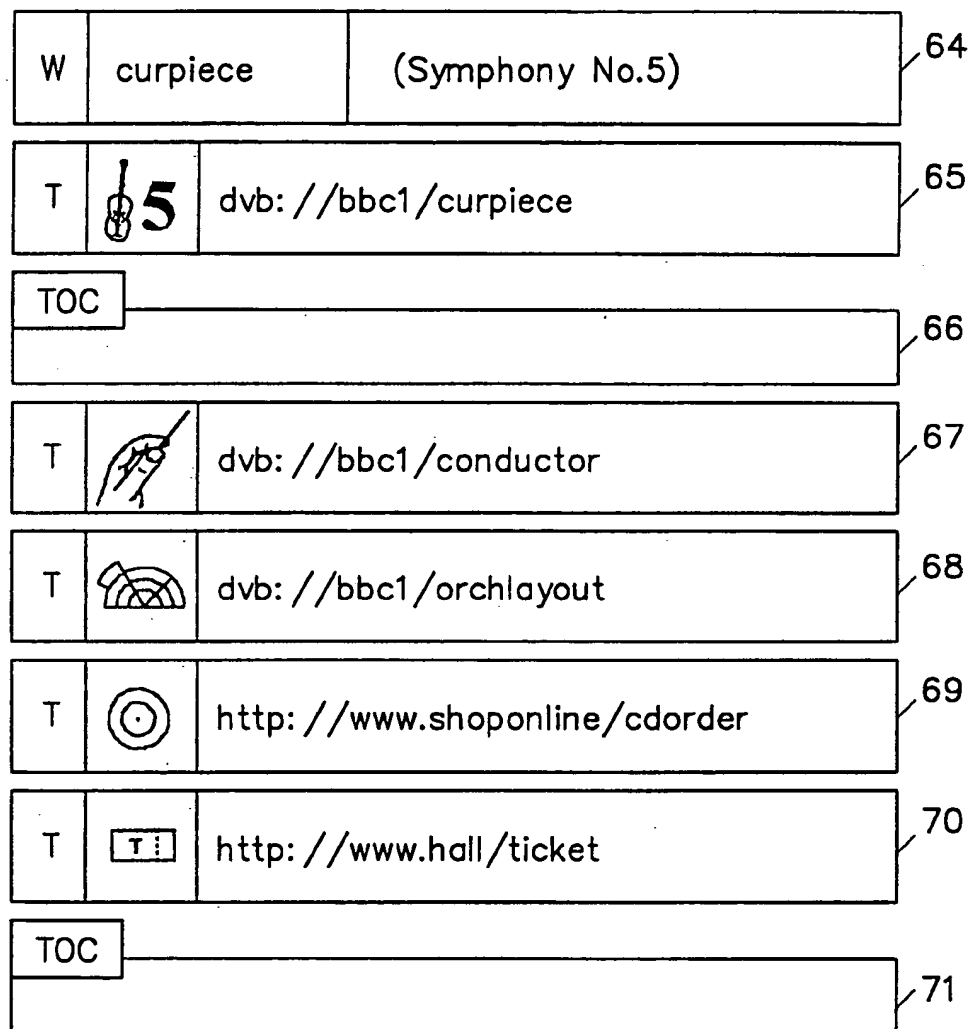 W curpiece (Symphony No.5) 64
T 5 dvb: //bbc1/curpiece 65
TOC
66
T dvb: //bbc1/conductor 67
T dvb: //bbc1/orchlayout 68
T http: //www.shoponline/cdorder 69
T T http: //www.hall/ticket 70
TOC
71